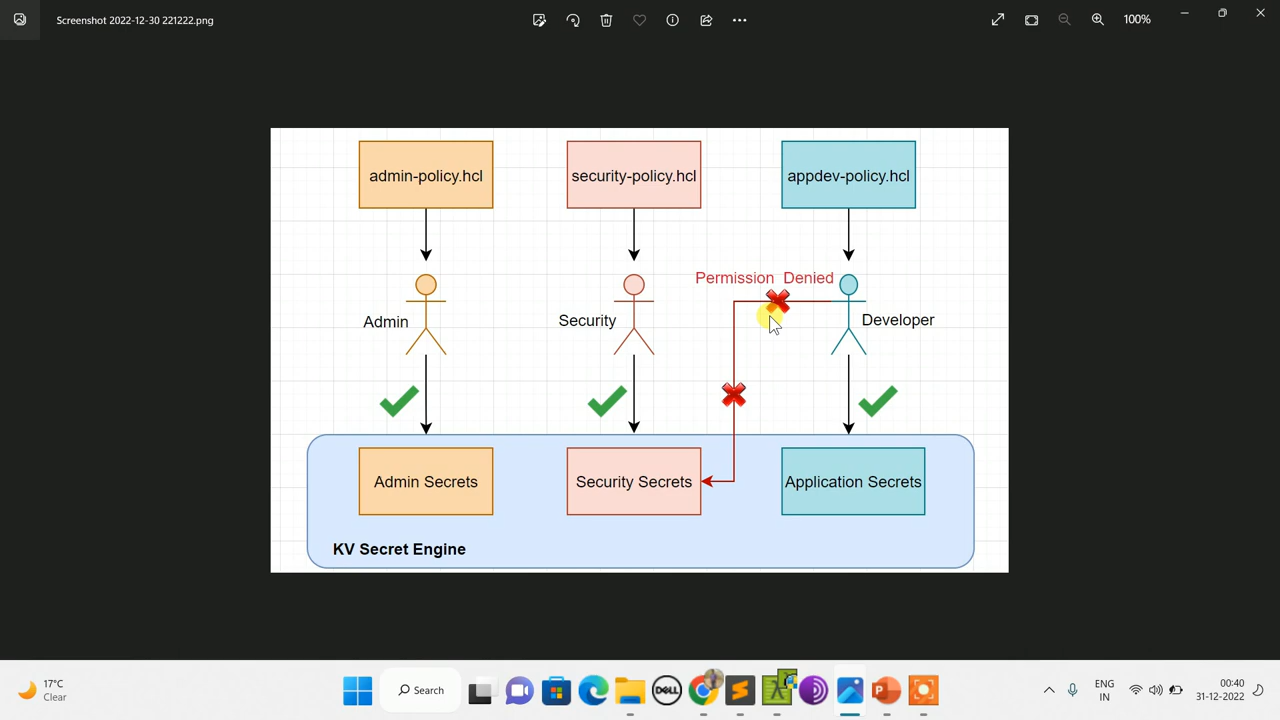 Screenshot 2022-12-30 221222.png
100%
admin-policy.hcl
security-policy.hcl
appdev-policy.hcl
Permission Denied
Admin
Security
Developer
Admin Secrets
Security Secrets
Application Secrets
KV Secret Engine
17°C
Clear
Search
DELL
ENG
IN
00:40
31-12-2022